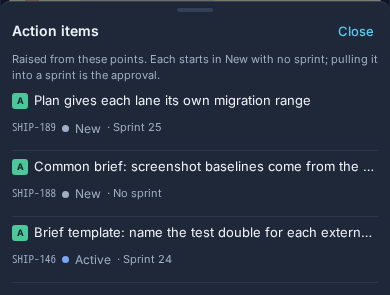 Action items
Close
Raised from these points. Each starts in New with no sprint; pulling it
into a sprint is the approval.
A Plan gives each lane its own migration range
SHIP-189 New · Sprint 25
A Common brief: screenshot baselines come from the ...
SHIP-188 New · No sprint
A Brief template: name the test double for each extern...
SHIP-146 Active · Sprint 24